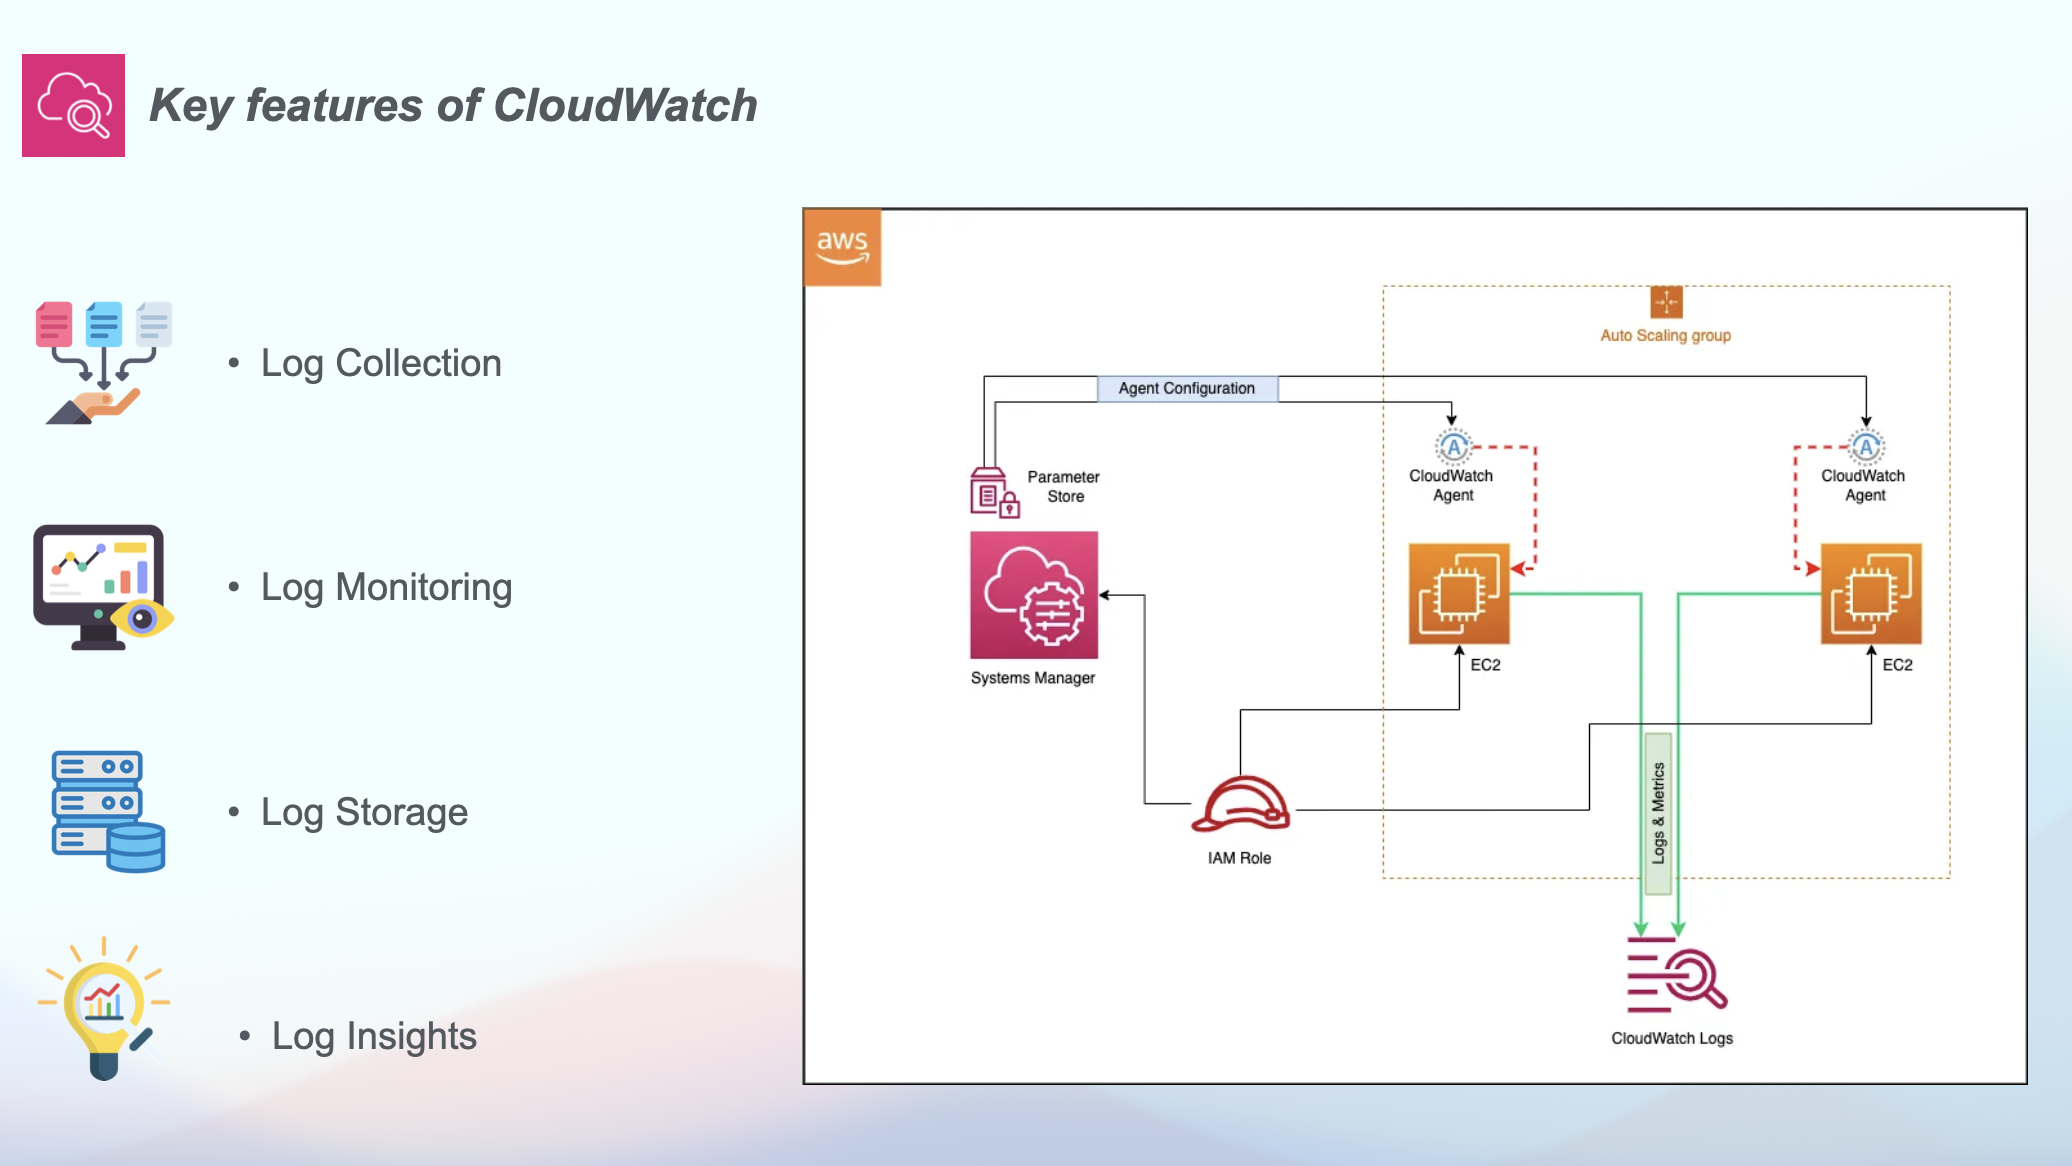 Key features of CloudWatch
• Log Collection
• Log Monitoring
• Log Storage
• Log Insights
aws
Auto Scaling group
Agent Configuration
Parameter
Store
CloudWatch
Agent
CloudWatch
Agent
A
A
Systems Manager
EC2
EC2
IAM Role
Logs & Metrics
CloudWatch Logs